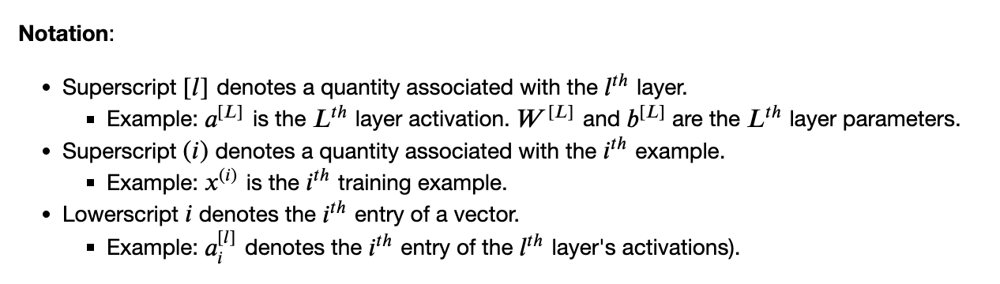 Notation:
• Superscript [l] denotes a quantity associated with the l^{th} layer.
▪ Example: a^{[L]} is the L^{th} layer activation. W^{[L]} and b^{[L]} are the L^{th} layer parameters.
• Superscript (i) denotes a quantity associated with the i^{th} example.
▪ Example: x^{(i)} is the i^{th} training example.
• Lowerscript i denotes the i^{th} entry of a vector.
▪ Example: a_i^{[l]} denotes the i^{th} entry of the l^{th} layer's activations).